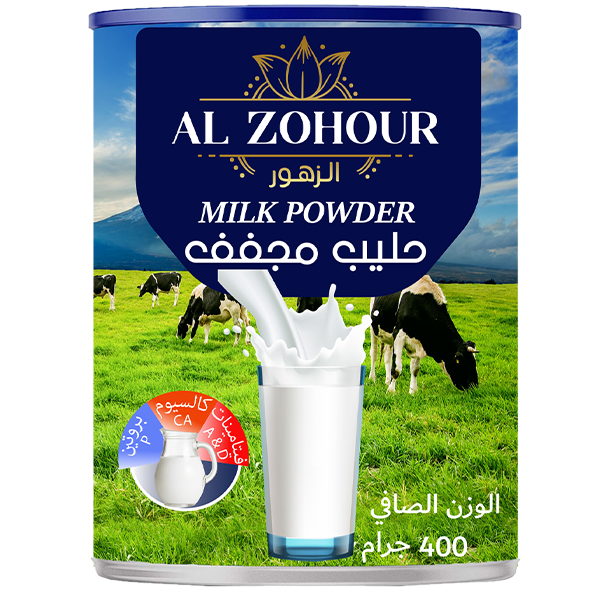 AL ZOHOUR
الزهور
MILK POWDER
حليب مجفف
بروتين
P
كالسيوم
CA
فيتامينات
A & D
الوزن الصافي
400 جرام